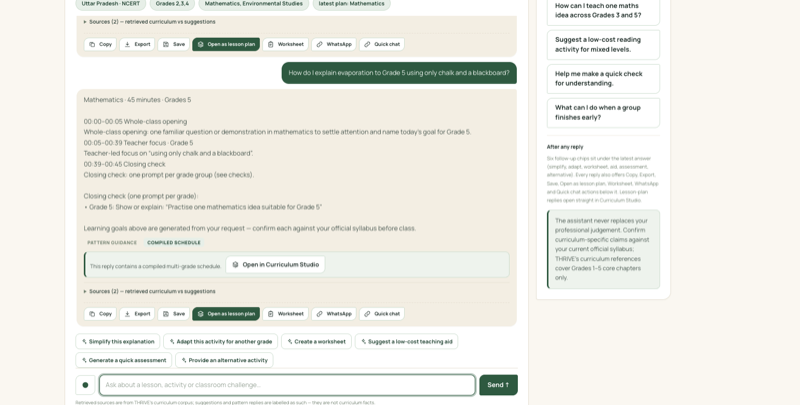 Uttar Pradesh · NCERT
Grades 2,3,4
Mathematics, Environmental Studies
latest plan: Mathematics
▸ Sources (2) — retrieved curriculum vs suggestions
Copy
Export
Save
Open as lesson plan
Worksheet
WhatsApp
Quick chat
How do I explain evaporation to Grade 5 using only chalk and a blackboard?
Mathematics · 45 minutes · Grades 5
00:00–00:05 Whole-class opening
Whole-class opening: one familiar question or demonstration in mathematics to settle attention and name today's goal for Grade 5.
00:05–00:39 Teacher focus · Grade 5
Teacher-led focus on "using only chalk and a blackboard".
00:39–00:45 Closing check
Closing check: one prompt per grade group (see checks).
Closing check (one prompt per grade):
• Grade 5: Show or explain: "Practise one mathematics idea suitable for Grade 5"
Learning goals above are generated from your request — confirm each against your official syllabus before class.
PATTERN GUIDANCE
COMPILED SCHEDULE
This reply contains a compiled multi-grade schedule.
Open in Curriculum Studio
▸ Sources (2) — retrieved curriculum vs suggestions
Copy
Export
Save
Open as lesson plan
Worksheet
WhatsApp
Quick chat
Simplify this explanation
Adapt this activity for another grade
Create a worksheet
Suggest a low-cost teaching aid
Generate a quick assessment
Provide an alternative activity
Ask about a lesson, activity or classroom challenge…
Send ↑
Retrieved sources are from THRIVE's curriculum corpus; suggestions and pattern replies are labelled as such — they are not curriculum facts.
How can I teach one maths
idea across Grades 3 and 5?
Suggest a low-cost reading
activity for mixed levels.
Help me make a quick check
for understanding.
What can I do when a group
finishes early?
After any reply
Six follow-up chips sit under the latest answer
(simplify, adapt, worksheet, aid, assessment,
alternative). Every reply also offers Copy, Export,
Save, Open as lesson plan, Worksheet, WhatsApp
and Quick chat actions below it. Lesson-plan
replies open straight in Curriculum Studio.
The assistant never replaces your
professional judgement. Confirm
curriculum-specific claims against
your current official syllabus;
THRIVE's curriculum references
cover Grades 1–5 core chapters
only.